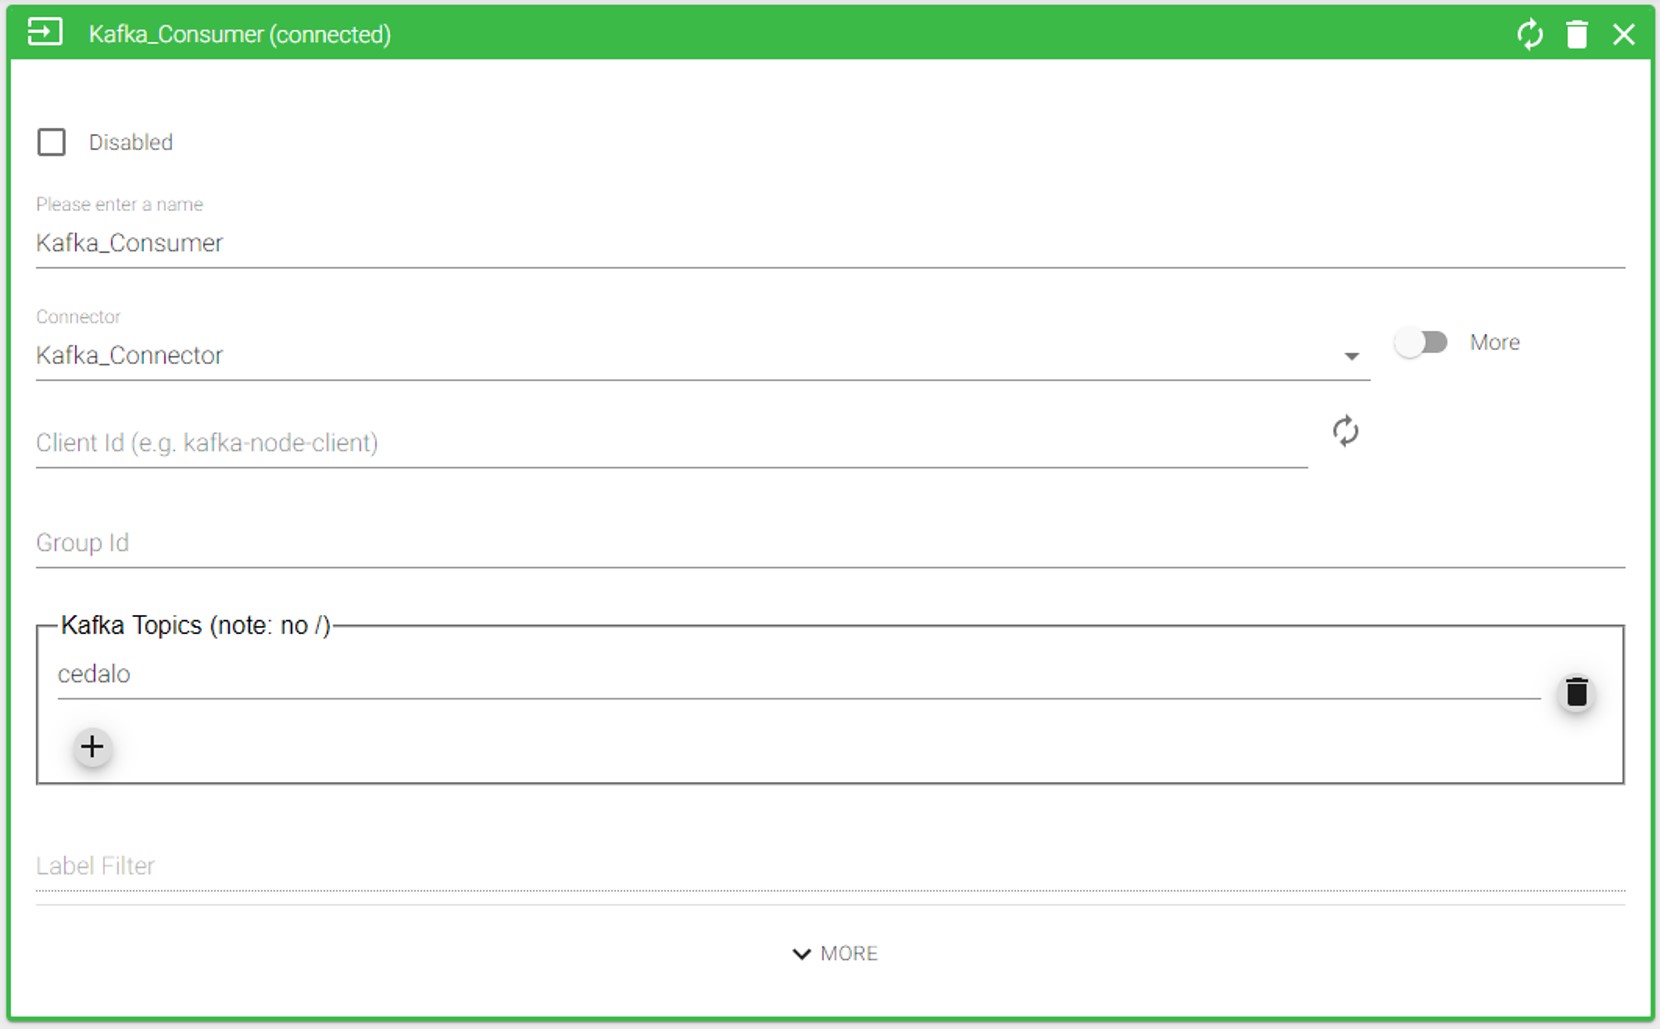 Kafka_Consumer (connected)
Disabled
Please enter a name
Kafka_Consumer
Connector
Kafka_Connector
More
Client Id (e.g. kafka-node-client)
Group Id
Kafka Topics (note: no /)
cedalo
Label Filter
MORE